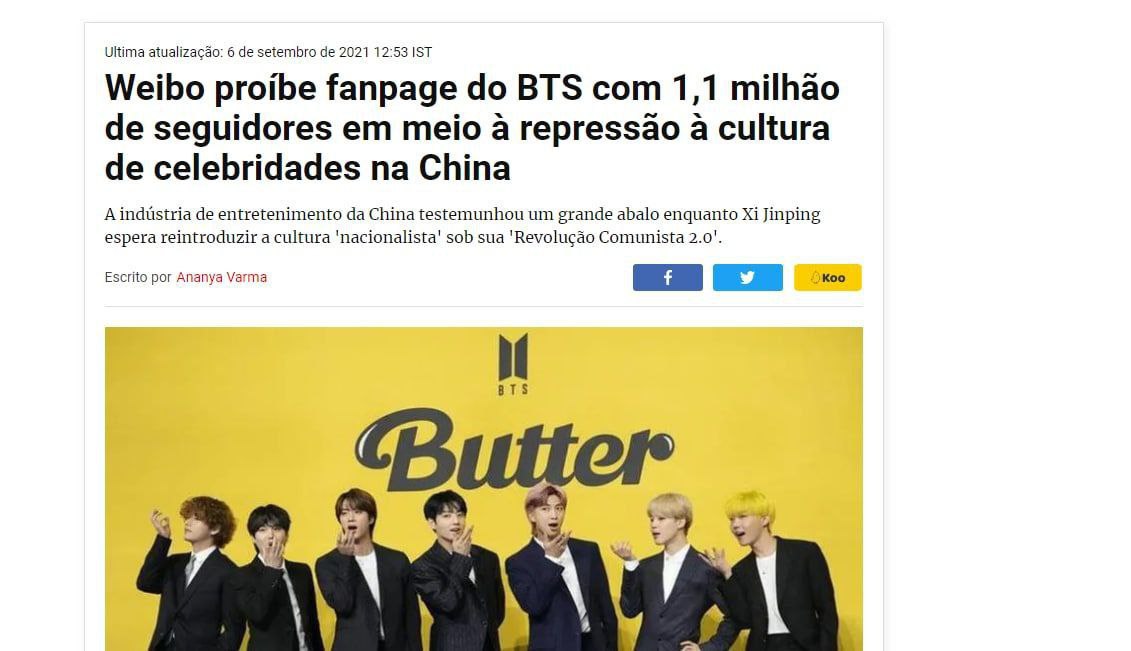 Ultima atualização: 6 de setembro de 2021 12:53 IST
Weibo proíbe fanpage do BTS com 1,1 milhão
de seguidores em meio à repressão à cultura
de celebridades na China
A indústria de entretenimento da China testemunhou um grande abalo enquanto Xi Jinping
espera reintroduzir a cultura 'nacionalista' sob sua 'Revolução Comunista 2.0'.
Escrito por Ananya Varma
Koo
BTS
Butter